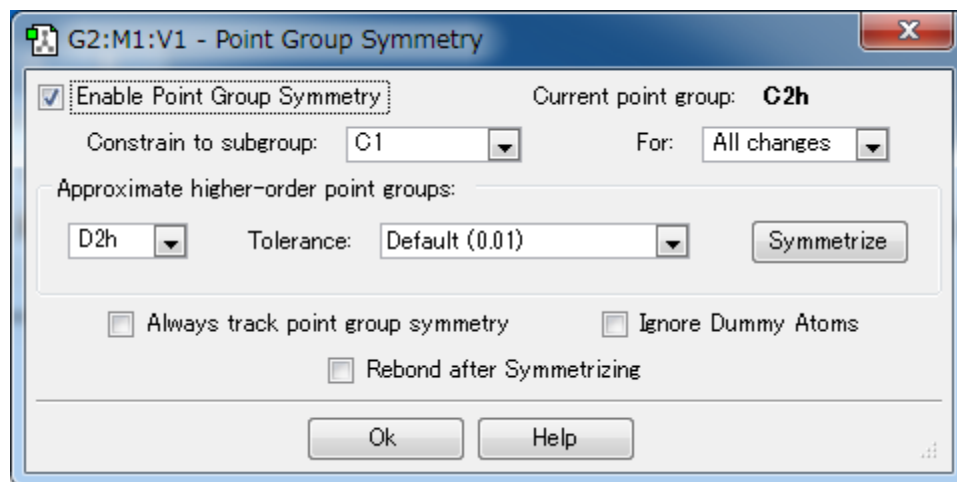 G2:M1:V1 - Point Group Symmetry
Enable Point Group Symmetry Current point group: C2h
Constrain to subgroup: C1 For: All changes
Approximate higher-order point groups:
D2h Tolerance: Default (0.01) Symmetrize
Always track point group symmetry Ignore Dummy Atoms
Rebond after Symmetrizing
Ok Help